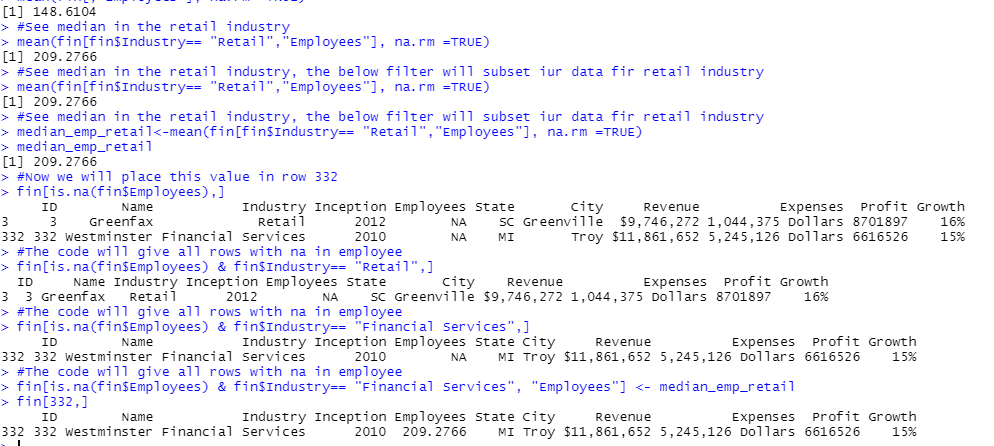 [1] 148.6104
> #See median in the retail industry
> mean(fin[fin$Industry== "Retail","Employees"], na.rm =TRUE)
[1] 209.2766
> #See median in the retail industry, the below filter will subset iur data fir retail industry
> mean(fin[fin$Industry== "Retail","Employees"], na.rm =TRUE)
[1] 209.2766
> #See median in the retail industry, the below filter will subset iur data fir retail industry
> median_emp_retail<-mean(fin[fin$Industry== "Retail","Employees"], na.rm =TRUE)
> median_emp_retail
[1] 209.2766
> #Now we will place this value in row 332
> fin[is.na(fin$Employees),]
ID Name Industry Inception Employees State City Revenue Expenses Profit Growth
3 3 Greenfax Retail 2012 NA SC Greenville $9,746,272 1,044,375 Dollars 8701897 16%
332 332 Westminster Financial Services 2010 NA MI Troy $11,861,652 5,245,126 Dollars 6616526 15%
> #The code will give all rows with na in employee
> fin[is.na(fin$Employees) & fin$Industry== "Retail",]
ID Name Industry Inception Employees State City Revenue Expenses Profit Growth
3 3 Greenfax Retail 2012 NA SC Greenville $9,746,272 1,044,375 Dollars 8701897 16%
> #The code will give all rows with na in employee
> fin[is.na(fin$Employees) & fin$Industry== "Financial Services",]
ID Name Industry Inception Employees State City Revenue Expenses Profit Growth
332 332 Westminster Financial Services 2010 NA MI Troy $11,861,652 5,245,126 Dollars 6616526 15%
> #The code will give all rows with na in employee
> fin[is.na(fin$Employees) & fin$Industry== "Financial Services", "Employees"] <- median_emp_retail
> fin[332,]
ID Name Industry Inception Employees State City Revenue Expenses Profit Growth
332 332 Westminster Financial Services 2010 209.2766 MI Troy $11,861,652 5,245,126 Dollars 6616526 15%
>